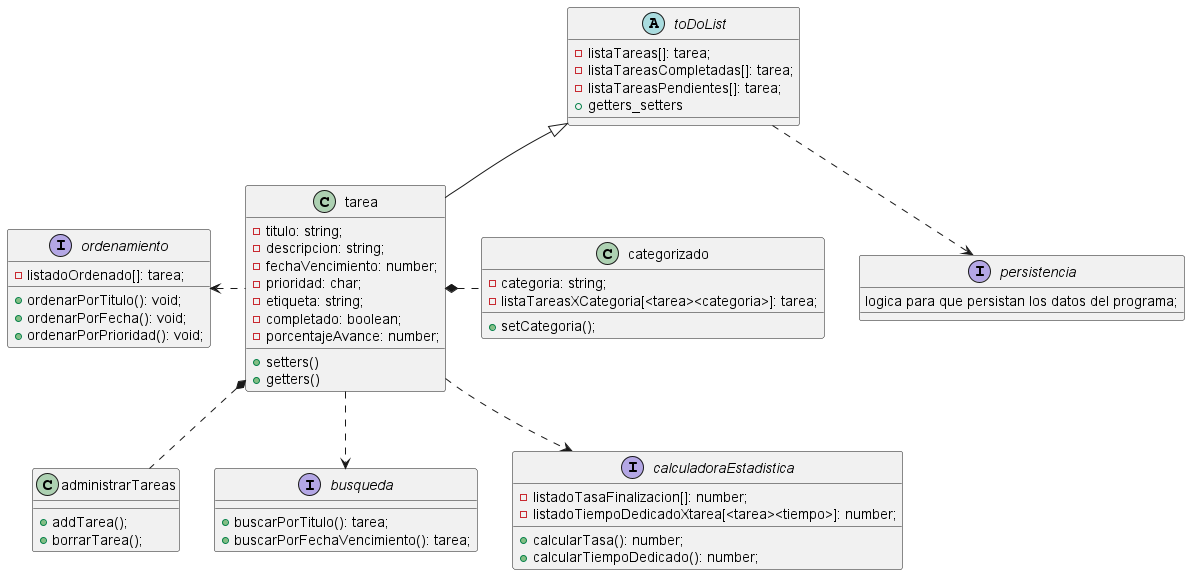 A toDoList
listaTareas[]: tarea;
listaTareasCompletadas[]: tarea;
listaTareasPendientes[]: tarea;
getters_setters
C tarea
titulo: string;
descripcion: string;
fechaVencimiento: number;
prioridad: char;
etiqueta: string;
completado: boolean;
porcentajeAvance: number;
setters()
getters()
I ordenamiento
listadoOrdenado[]: tarea;
ordenarPorTitulo(): void;
ordenarPorFecha(): void;
ordenarPorPrioridad(): void;
C categorizado
categoria: string;
listaTareasXCategoria[<tarea><categoria>]: tarea;
setCategoria();
I persistencia
logica para que persistan los datos del programa;
C administrarTareas
addTarea();
borrarTarea();
I busqueda
buscarPorTitulo(): tarea;
buscarPorFechaVencimiento(): tarea;
I calculadoraEstadistica
listadoTasaFinalizacion[]: number;
listadoTiempoDedicadoXtarea[<tarea><tiempo>]: number;
calcularTasa(): number;
calcularTiempoDedicado(): number;